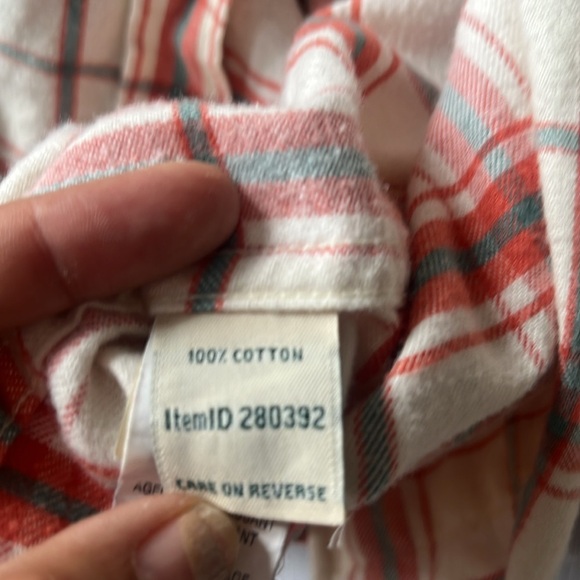 100% COTTON
ItemID 280392
CARE ON REVERSE